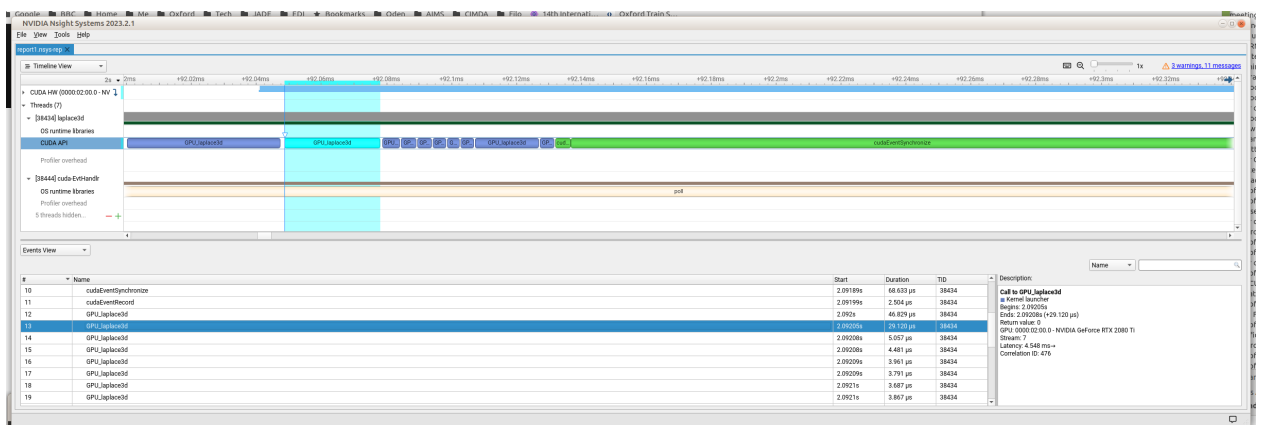 Google BBC Home Me Oxford Tech JADE EDI Bookmarks Oden AIMS CIMDA Fiio 14th Internati... Oxford Train S...
NVIDIA Nsight Systems 2023.2.1
File View Tools Help
report1.nsys-rep
Timeline View
1x
3 warnings, 11 messages
2s
2ms +92.02ms +92.04ms +92.06ms +92.08ms +92.1ms +92.12ms +92.14ms +92.16ms +92.18ms +92.2ms +92.22ms +92.24ms +92.26ms +92.28ms +92.3ms +92.32ms
CUDA HW (0000:02:00.0 - NV
Threads (7)
[38434] laplace3d
OS runtime libraries
CUDA API
GPU_laplace3d GPU_laplace3d GPU... GP... GP... GP... G... GP... GPU_laplace3d GP... cud... cudaEventSynchronize
Profiler overhead
[38444] cuda-EvtHandlr
OS runtime libraries
poll
Profiler overhead
5 threads hidden...
Events View
Name
# Name Start Duration TID
10 cudaEventSynchronize 2.09189s 68.633 µs 38434
11 cudaEventRecord 2.09199s 2.504 µs 38434
12 GPU_laplace3d 2.092s 46.829 µs 38434
13 GPU_laplace3d 2.09205s 29.120 µs 38434
14 GPU_laplace3d 2.09208s 5.057 µs 38434
15 GPU_laplace3d 2.09208s 4.481 µs 38434
16 GPU_laplace3d 2.09209s 3.961 µs 38434
17 GPU_laplace3d 2.09209s 3.791 µs 38434
18 GPU_laplace3d 2.0921s 3.687 µs 38434
19 GPU_laplace3d 2.0921s 3.867 µs 38434
Description:
Call to GPU_laplace3d
Kernel launcher
Begins: 2.09205s
Ends: 2.09208s (+29.120 µs)
Return value: 0
GPU: 0000:02:00.0 - NVIDIA GeForce RTX 2080 Ti
Stream: 7
Latency: 4.548 ms→
Correlation ID: 476